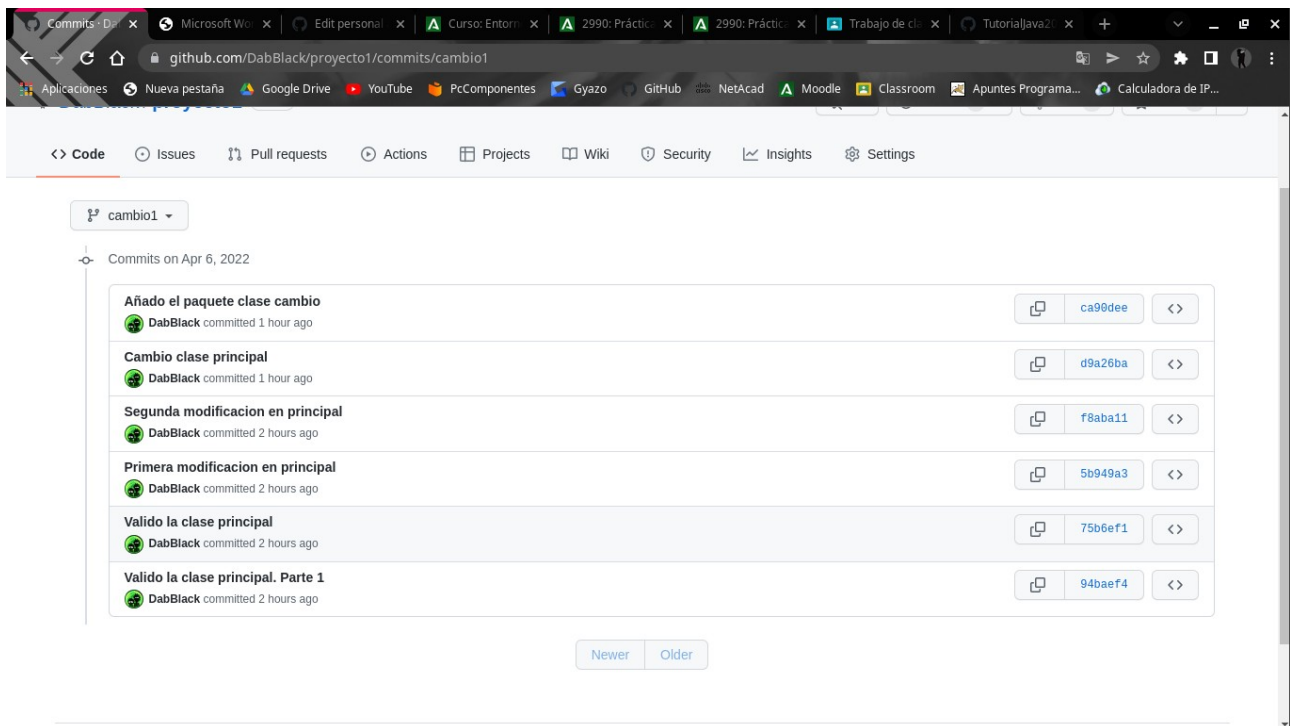 Commits · Da
Microsoft Wo
Edit personal
Curso: Entorn
2990: Práctica
2990: Práctica
Trabajo de cla
TutorialJava20
github.com/DabBlack/proyecto1/commits/cambio1
Aplicaciones Nueva pestaña Google Drive YouTube PcComponentes Gyazo GitHub NetAcad Moodle Classroom Apuntes Programa... Calculadora de IP...
<> Code Issues Pull requests Actions Projects Wiki Security Insights Settings
cambio1
Commits on Apr 6, 2022
Añado el paquete clase cambio
DabBlack committed 1 hour ago
ca90dee
Cambio clase principal
DabBlack committed 1 hour ago
d9a26ba
Segunda modificacion en principal
DabBlack committed 2 hours ago
f8aba11
Primera modificacion en principal
DabBlack committed 2 hours ago
5b949a3
Valido la clase principal
DabBlack committed 2 hours ago
75b6ef1
Valido la clase principal. Parte 1
DabBlack committed 2 hours ago
94baef4
Newer Older